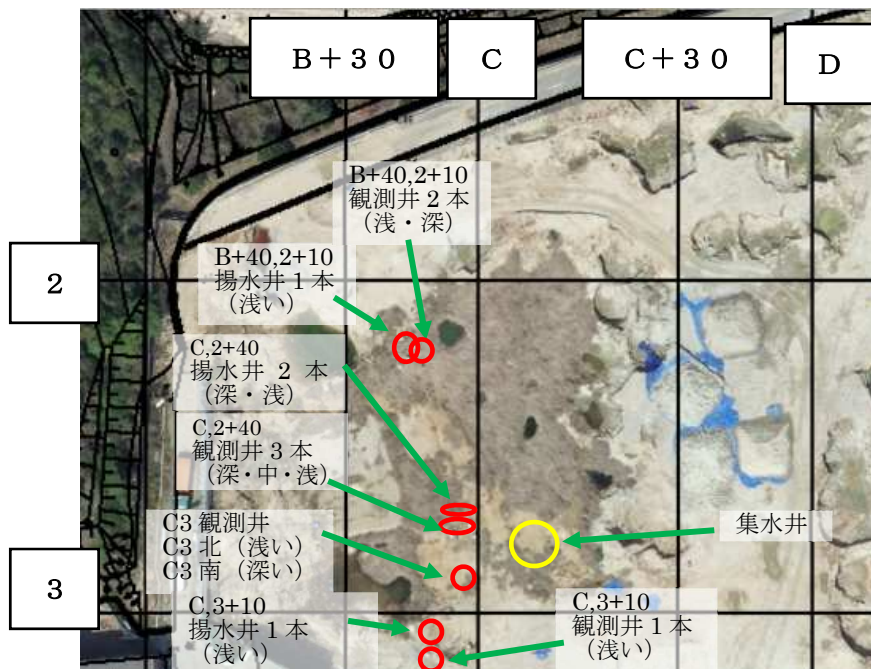 Ｂ＋３０
Ｃ
Ｃ＋３０
Ｄ
B+40,2+10
観測井２本
（浅・深）
B+40,2+10
揚水井１本
（浅い）
２
C,2+40
揚水井 2 本
（深・浅）
C,2+40
観測井３本
（深・中・浅）
C3 観測井
C3 北（浅い）
C3 南（深い）
集水井
３
C,3+10
揚水井１本
（浅い）
C,3+10
観測井１本
（浅い）